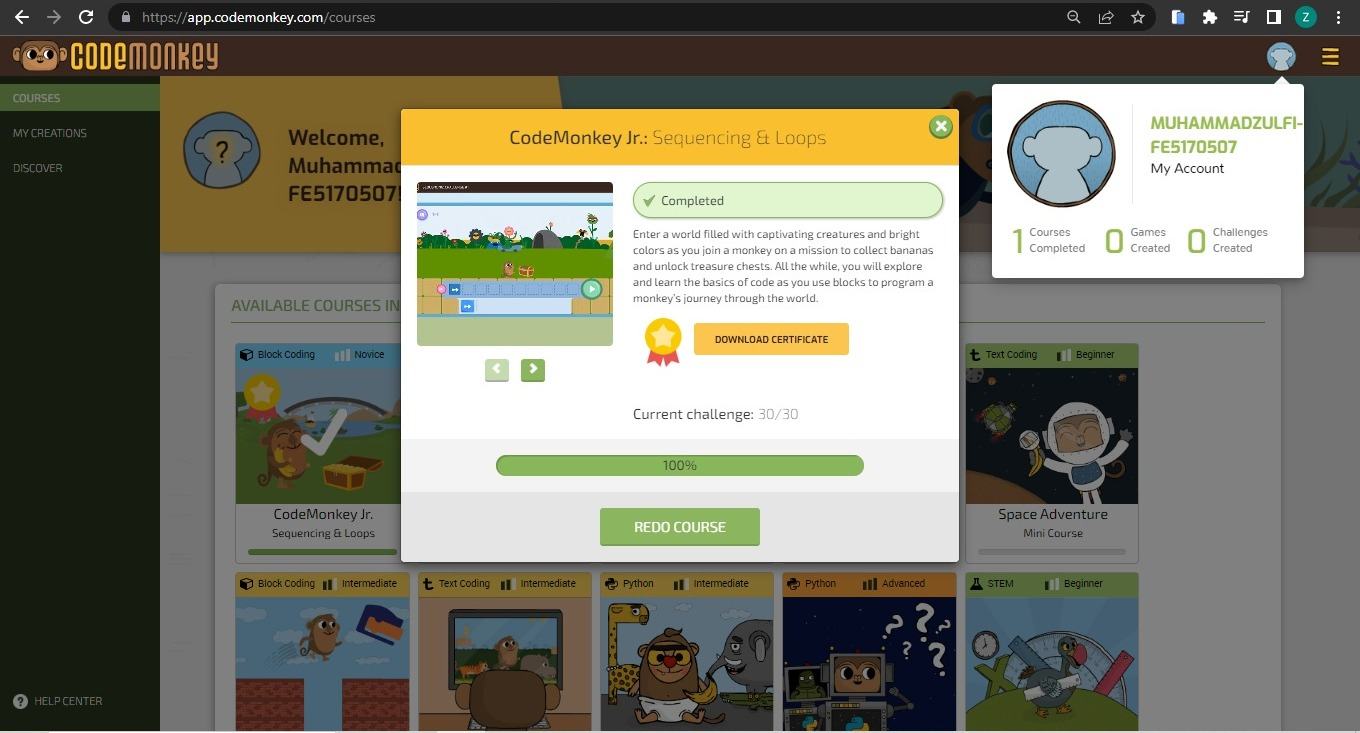 https://app.codemonkey.com/courses
Z
CODEMONKEY
COURSES
MY CREATIONS
DISCOVER
HELP CENTER
Welcome,
Muhammad
FE5170507!
MUHAMMADZULFI-
FE5170507
My Account
1 Courses Completed
0 Games Created
0 Challenges Created
AVAILABLE COURSES IN
CodeMonkey Jr.: Sequencing & Loops
Completed
Enter a world filled with captivating creatures and bright
colors as you join a monkey on a mission to collect bananas
and unlock treasure chests. All the while, you will explore
and learn the basics of code as you use blocks to program a
monkey's journey through the world.
DOWNLOAD CERTIFICATE
Current challenge: 30/30
100%
REDO COURSE
Block Coding Novice
CodeMonkey Jr.
Sequencing & Loops
Text Coding Beginner
Space Adventure
Mini Course
Block Coding Intermediate
Text Coding Intermediate
Python Intermediate
Python Advanced
STEM Beginner